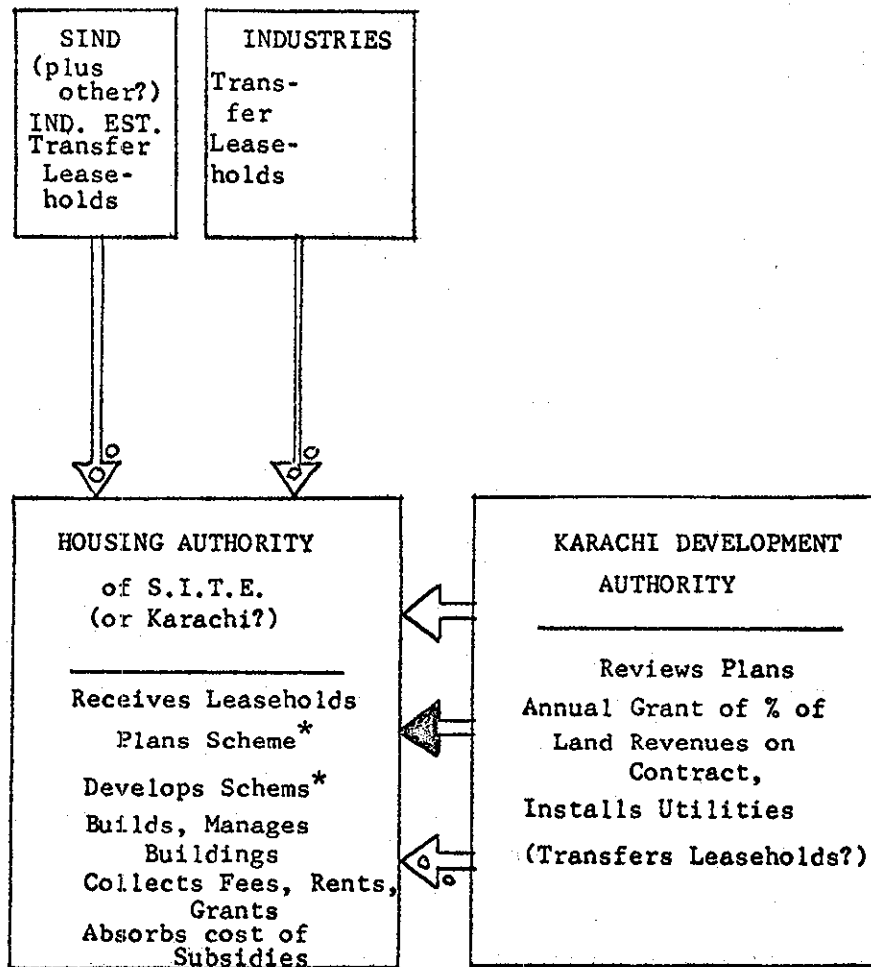 SIND
(plus
other?)
IND. EST.
Transfer
Lease-
holds
INDUSTRIES
Trans-
fer
Lease-
holds
HOUSING AUTHORITY
of S.I.T.E.
(or Karachi?)
Receives Leaseholds
Plans Scheme*
Develops Schems*
Builds, Manages
Buildings
Collects Fees, Rents,
Grants
Absorbs cost of
Subsidies
KARACHI DEVELOPMENT
AUTHORITY
Reviews Plans
Annual Grant of % of
Land Revenues on
Contract,
Installs Utilities
(Transfers Leaseholds?)